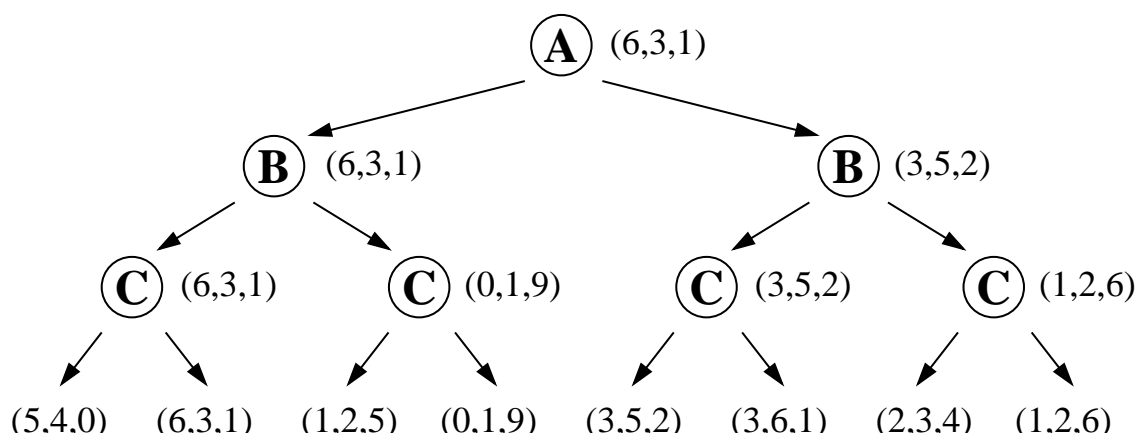 A (6,3,1)
B (6,3,1) B (3,5,2)
C (6,3,1) C (0,1,9) C (3,5,2) C (1,2,6)
(5,4,0) (6,3,1) (1,2,5) (0,1,9) (3,5,2) (3,6,1) (2,3,4) (1,2,6)